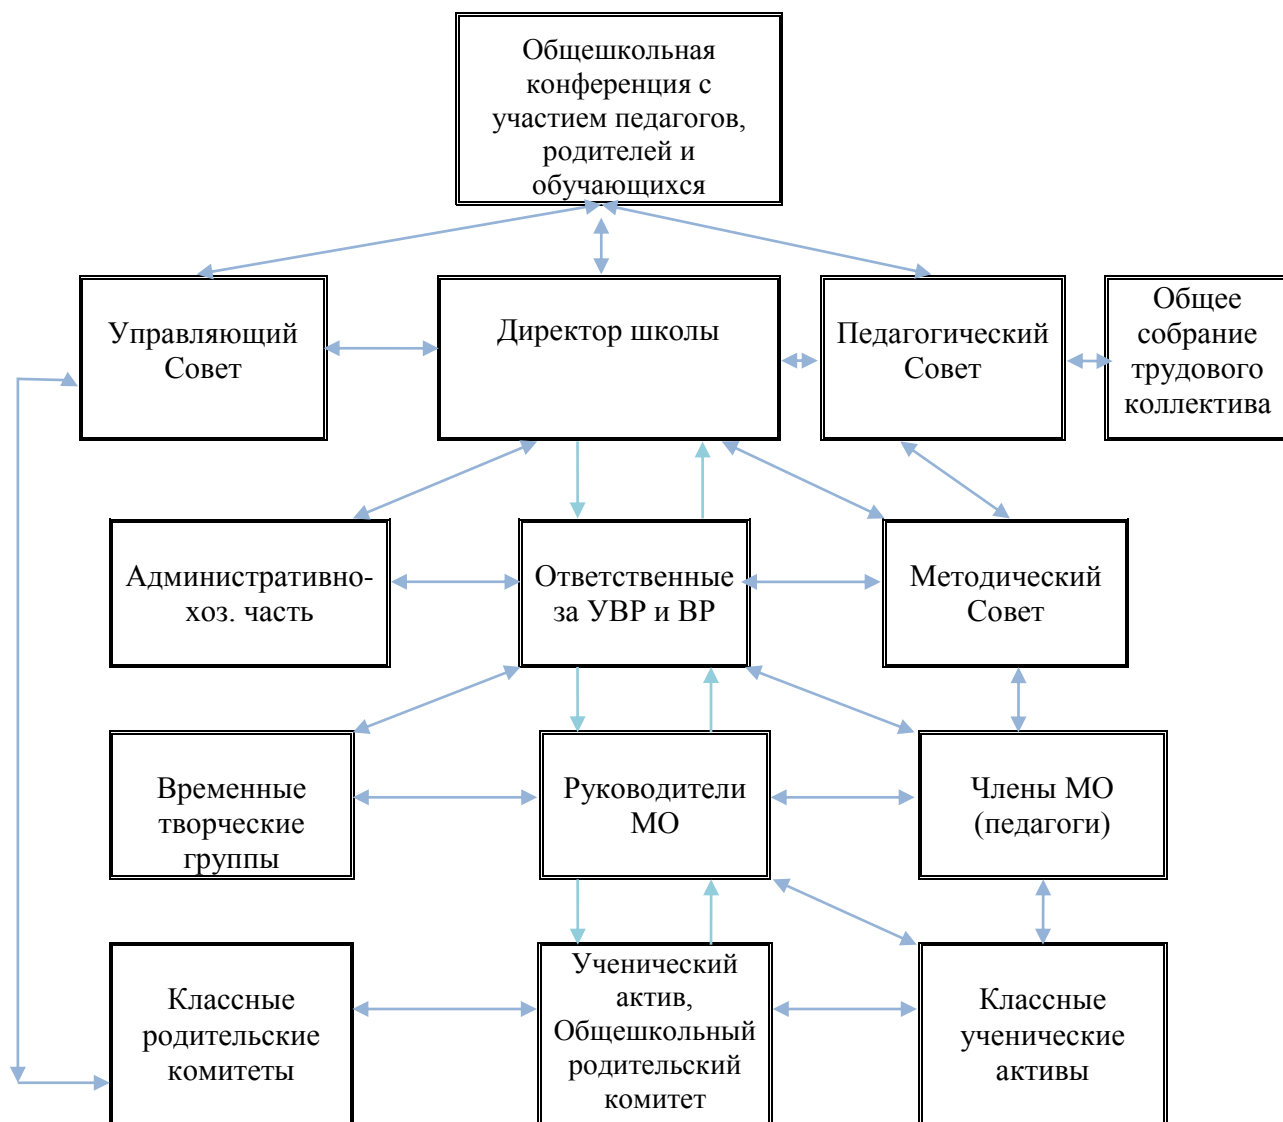 Общешкольная
конференция с
участием педагогов,
родителей и
обучающихся
Управляющий
Совет
Директор школы
Педагогический
Совет
Общее
собрание
трудового
коллектива
Административно-
хоз. часть
Ответственные
за УВР и ВР
Методический
Совет
Временные
творческие
группы
Руководители
МО
Члены МО
(педагоги)
Классные
родительские
комитеты
Ученический
актив,
Общешкольный
родительский
комитет
Классные
ученические
активы